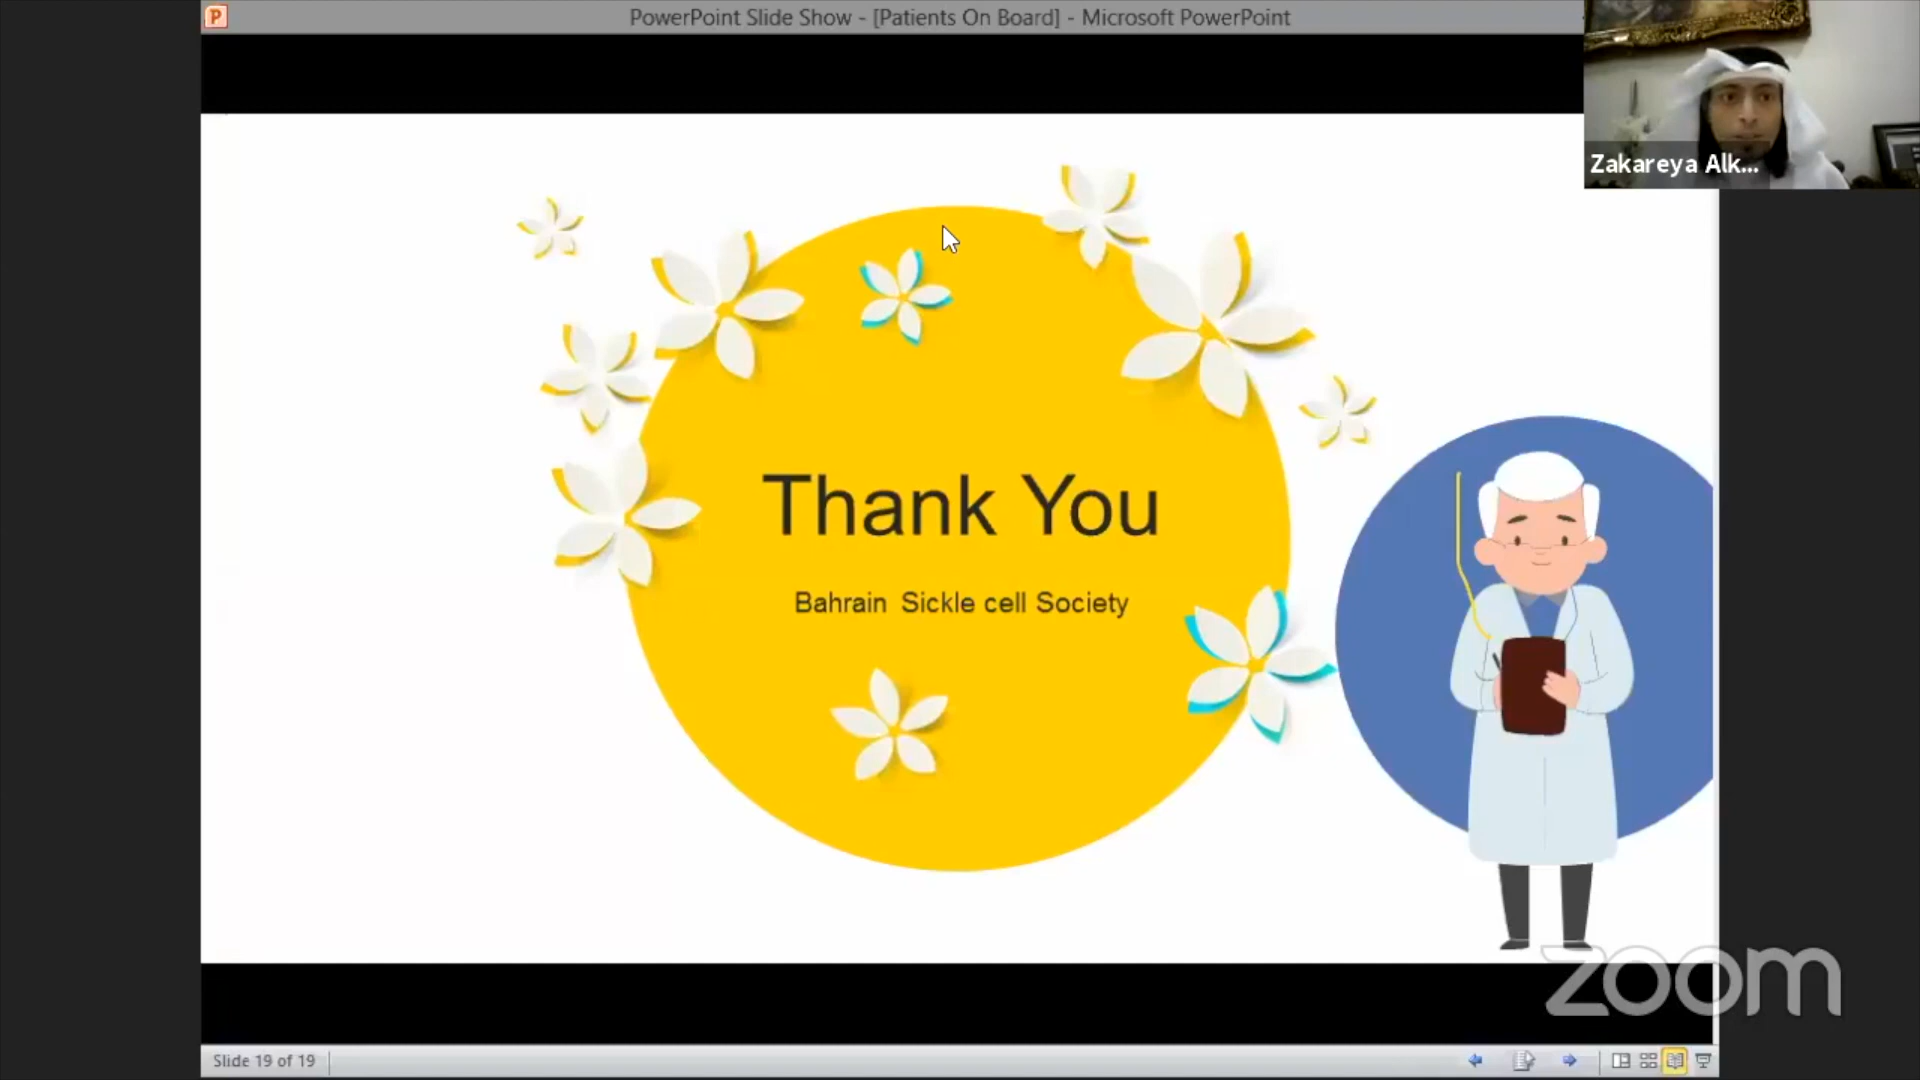 PowerPoint Slide Show - [Patients On Board] - Microsoft PowerPoint
Zakareya Alk...
Thank You
Bahrain Sickle cell Society
zoom
Slide 19 of 19